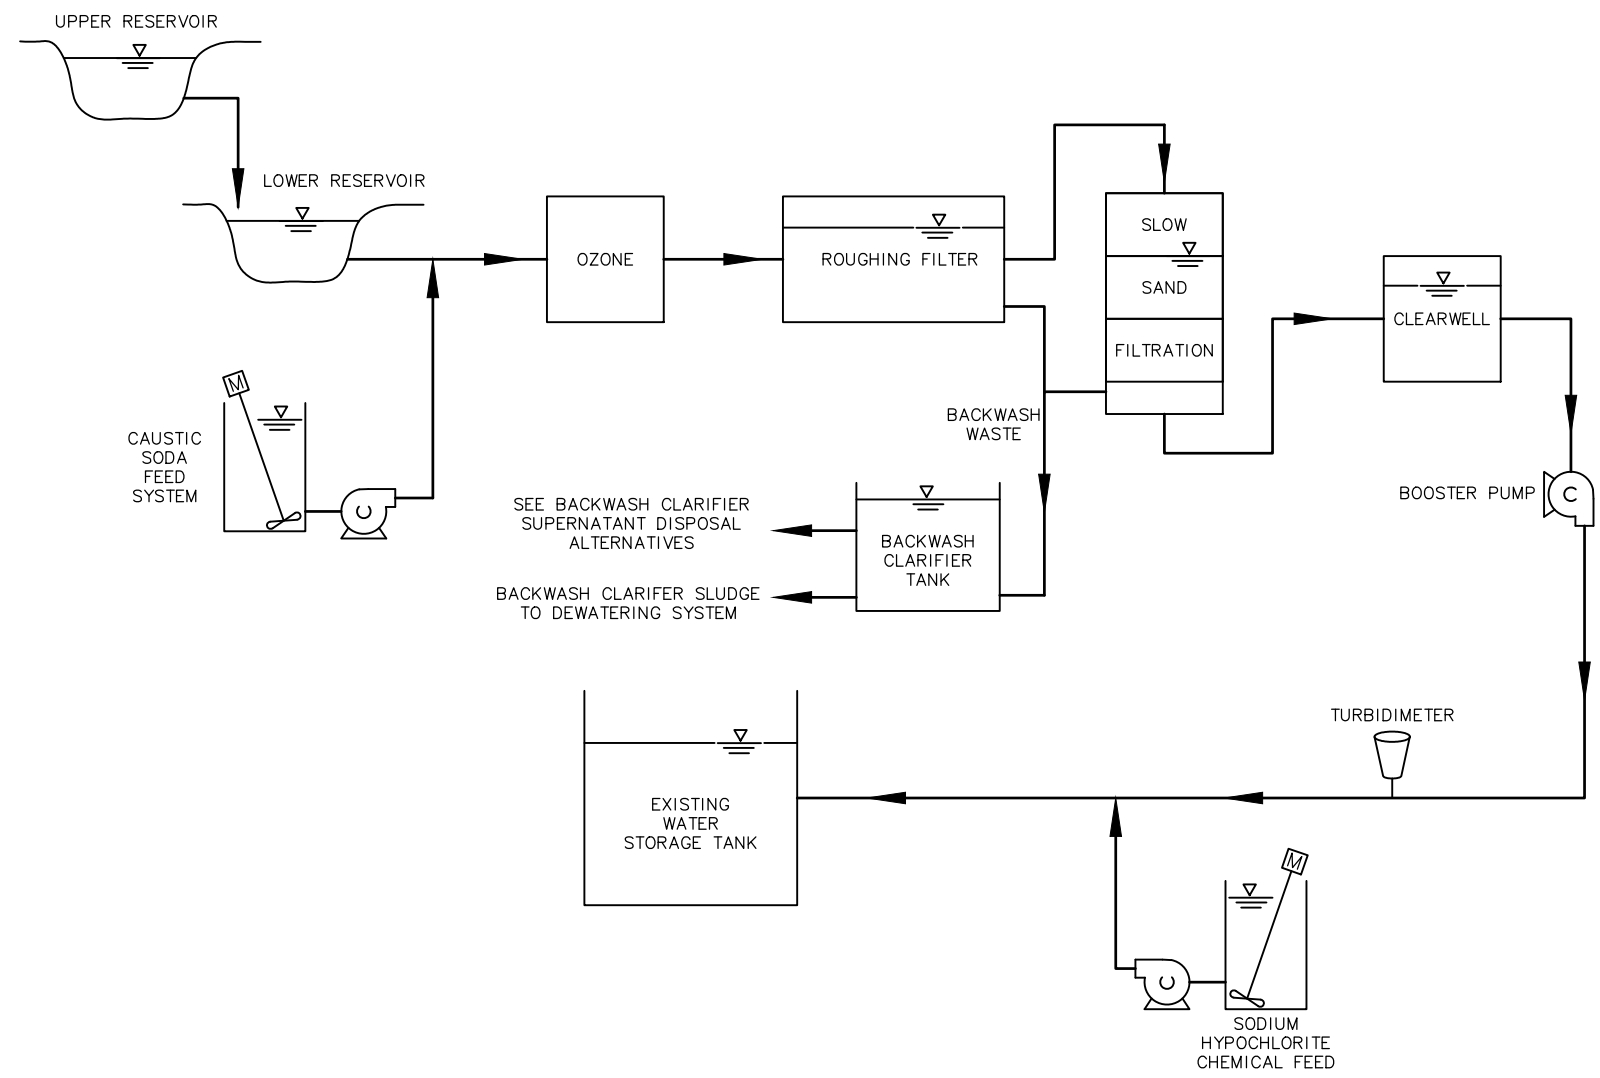 UPPER RESERVOIR
LOWER RESERVOIR
OZONE
ROUGHING FILTER
SLOW
SAND
FILTRATION
CLEARWELL
M
CAUSTIC
SODA
FEED
SYSTEM
C
BACKWASH
WASTE
BOOSTER PUMP
C
SEE BACKWASH CLARIFIER
SUPERNATANT DISPOSAL
ALTERNATIVES
BACKWASH
CLARIFIER
TANK
BACKWASH CLARIFER SLUDGE
TO DEWATERING SYSTEM
TURBIDIMETER
EXISTING
WATER
STORAGE TANK
M
C
SODIUM
HYPOCHLORITE
CHEMICAL FEED